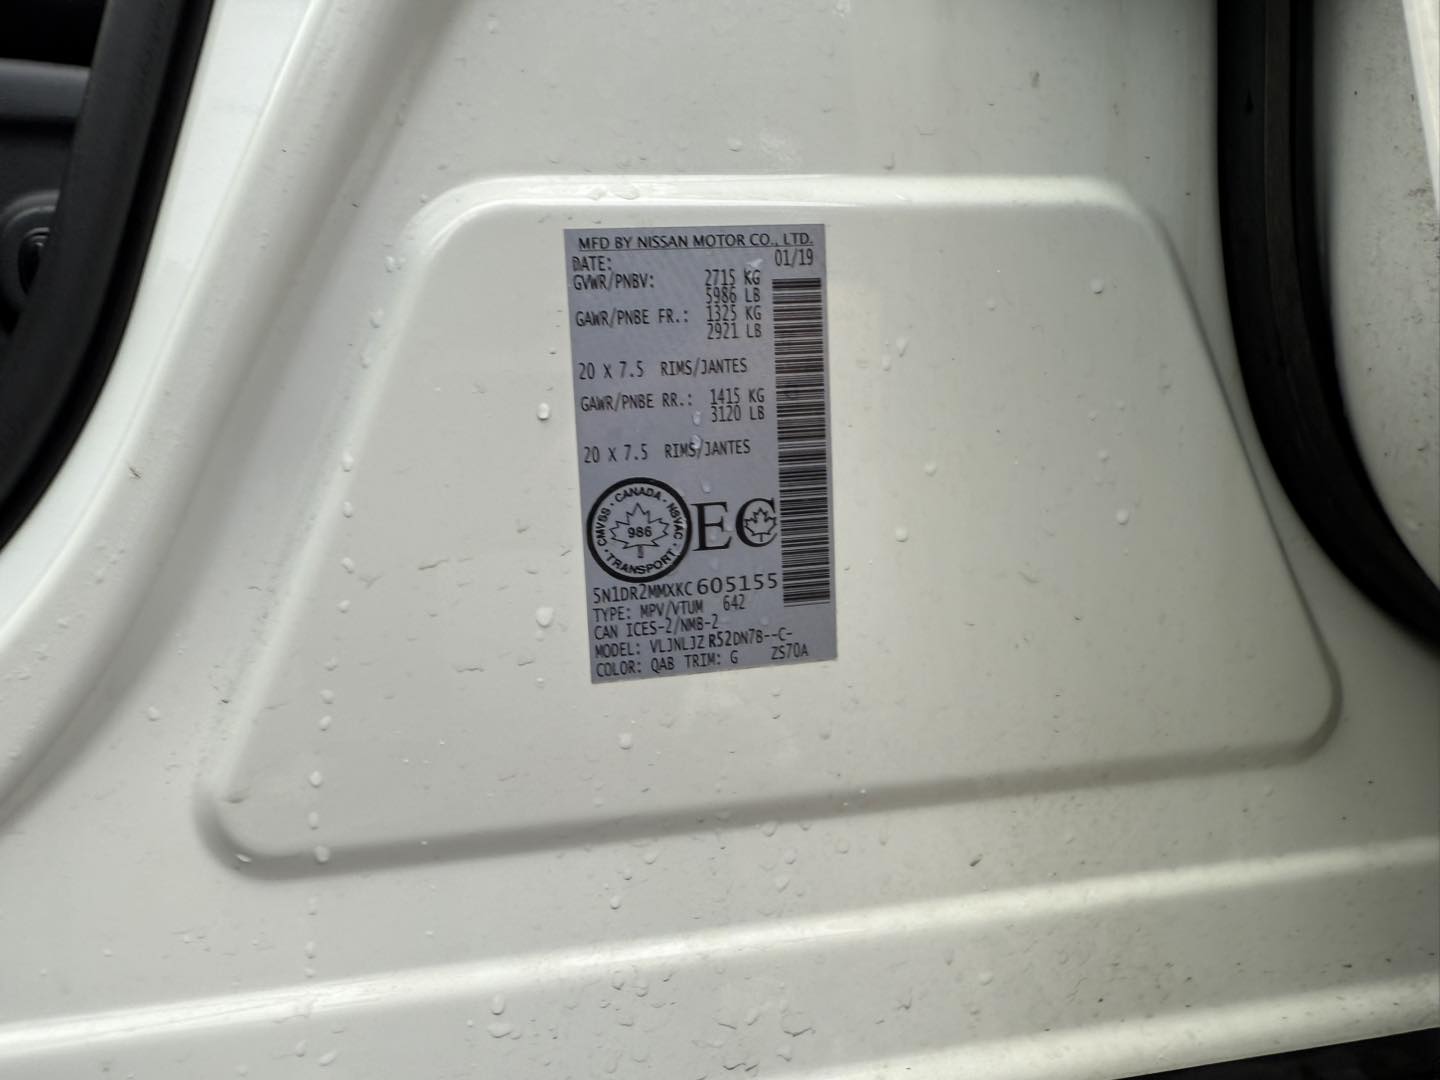 MFD BY NISSAN MOTOR CO., LTD.
DATE: 01/19
GVWR/PNBV: 2715 KG
5986 LB
GAWR/PNBE FR.: 1325 KG
2921 LB
20 X 7.5 RIMS/JANTES
GAWR/PNBE RR.: 1415 KG
3120 LB
20 X 7.5 RIMS/JANTES
CMVSS · CANADA · NSVAC · TRANSPORT ·
986
EC
5N1DR2MMXKC605155
TYPE: MPV/VTUM 642
CAN ICES-2/NMB-2
MODEL: VLJNLJZ R52DN7B--C-
COLOR: QAB TRIM: G ZS70A